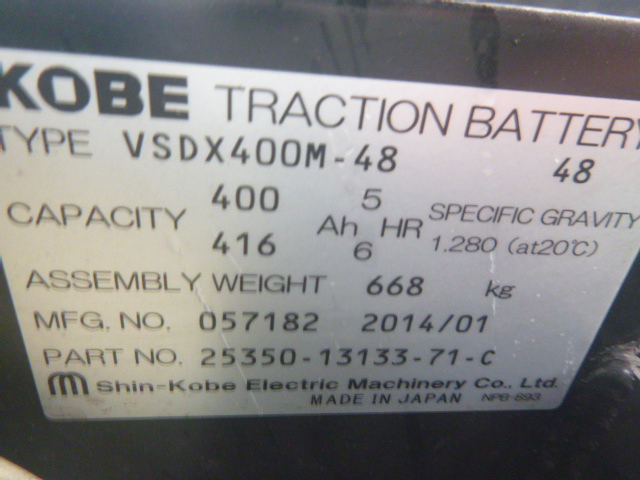 KOBE TRACTION BATTERY
TYPE VSDX400M-48 48
CAPACITY 400 Ah 5 HR SPECIFIC GRAVITY
416 6 1.280 (at20℃)
ASSEMBLY WEIGHT 668 kg
MFG. NO. 057182 2014/01
PART NO. 25350-13133-71-C
Shin-Kobe Electric Machinery Co., Ltd.
MADE IN JAPAN NPB-893